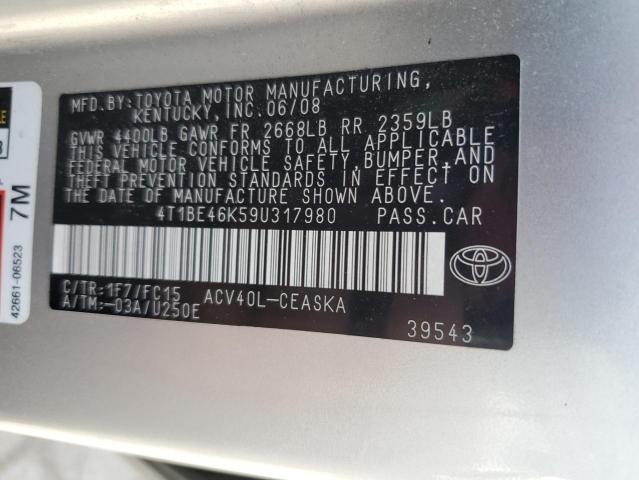 MFD.BY:TOYOTA MOTOR MANUFACTURING,
KENTUCKY, INC.06/08
GVWR 4400LB GAWR FR 2668LB RR 2359LB
THIS VEHICLE CONFORMS TO ALL APPLICABLE
FEDERAL MOTOR VEHICLE SAFETY, BUMPER, AND
THEFT PREVENTION STANDARDS IN EFFECT ON
THE DATE OF MANUFACTURE SHOWN ABOVE.
4T1BE46K59U317980 PASS.CAR
C/TR:1F7/FC15 ACV40L-CEASKA
A/TM:-03A/U250E
39543
7M
42661-06523